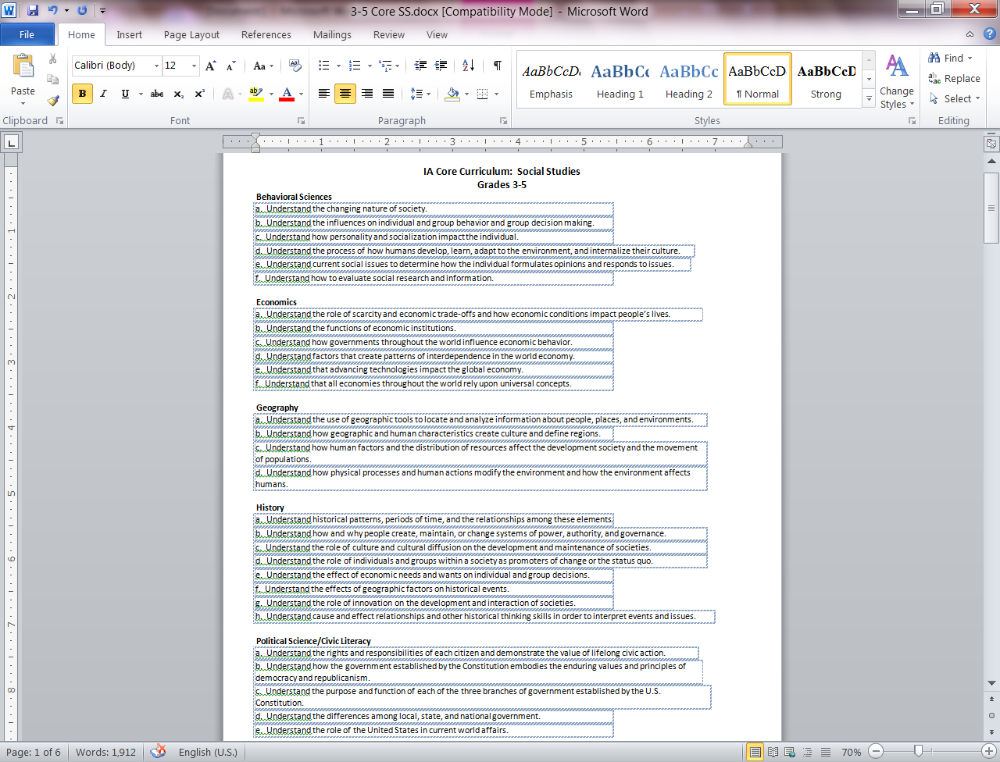 3-5 Core SS.docx [Compatibility Mode] - Microsoft Word
File Home Insert Page Layout References Mailings Review View
Calibri (Body) 12
Paste
Clipboard Font Paragraph Styles Editing
AaBbCcDc AaBbCc AaBbCc AaBbCcD AaBbCcD
Emphasis Heading 1 Heading 2 ¶ Normal Strong
Change Styles
Find
Replace
Select
1 2 3 4 5 6 7
IA Core Curriculum: Social Studies
Grades 3-5
Behavioral Sciences
a. Understand the changing nature of society.
b. Understand the influences on individual and group behavior and group decision making.
c. Understand how personality and socialization impact the individual.
d. Understand the process of how humans develop, learn, adapt to the environment, and internalize their culture.
e. Understand current social issues to determine how the individual formulates opinions and responds to issues.
f. Understand how to evaluate social research and information.
Economics
a. Understand the role of scarcity and economic trade-offs and how economic conditions impact people's lives.
b. Understand the functions of economic institutions.
c. Understand how governments throughout the world influence economic behavior.
d. Understand factors that create patterns of interdependence in the world economy.
e. Understand that advancing technologies impact the global economy.
f. Understand that all economies throughout the world rely upon universal concepts.
Geography
a. Understand the use of geographic tools to locate and analyze information about people, places, and environments.
b. Understand how geographic and human characteristics create culture and define regions.
c. Understand how human factors and the distribution of resources affect the development society and the movement
of populations.
d. Understand how physical processes and human actions modify the environment and how the environment affects
humans.
History
a. Understand historical patterns, periods of time, and the relationships among these elements.
b. Understand how and why people create, maintain, or change systems of power, authority, and governance.
c. Understand the role of culture and cultural diffusion on the development and maintenance of societies.
d. Understand the role of individuals and groups within a society as promoters of change or the status quo.
e. Understand the effect of economic needs and wants on individual and group decisions.
f. Understand the effects of geographic factors on historical events.
g. Understand the role of innovation on the development and interaction of societies.
h. Understand cause and effect relationships and other historical thinking skills in order to interpret events and issues.
Political Science/Civic Literacy
a. Understand the rights and responsibilities of each citizen and demonstrate the value of lifelong civic action.
b. Understand how the government established by the Constitution embodies the enduring values and principles of
democracy and republicanism.
c. Understand the purpose and function of each of the three branches of government established by the U.S.
Constitution.
d. Understand the differences among local, state, and national government.
e. Understand the role of the United States in current world affairs.
1
2
3
4
5
6
7
8
Page: 1 of 6 Words: 1,912 English (U.S.) 70%